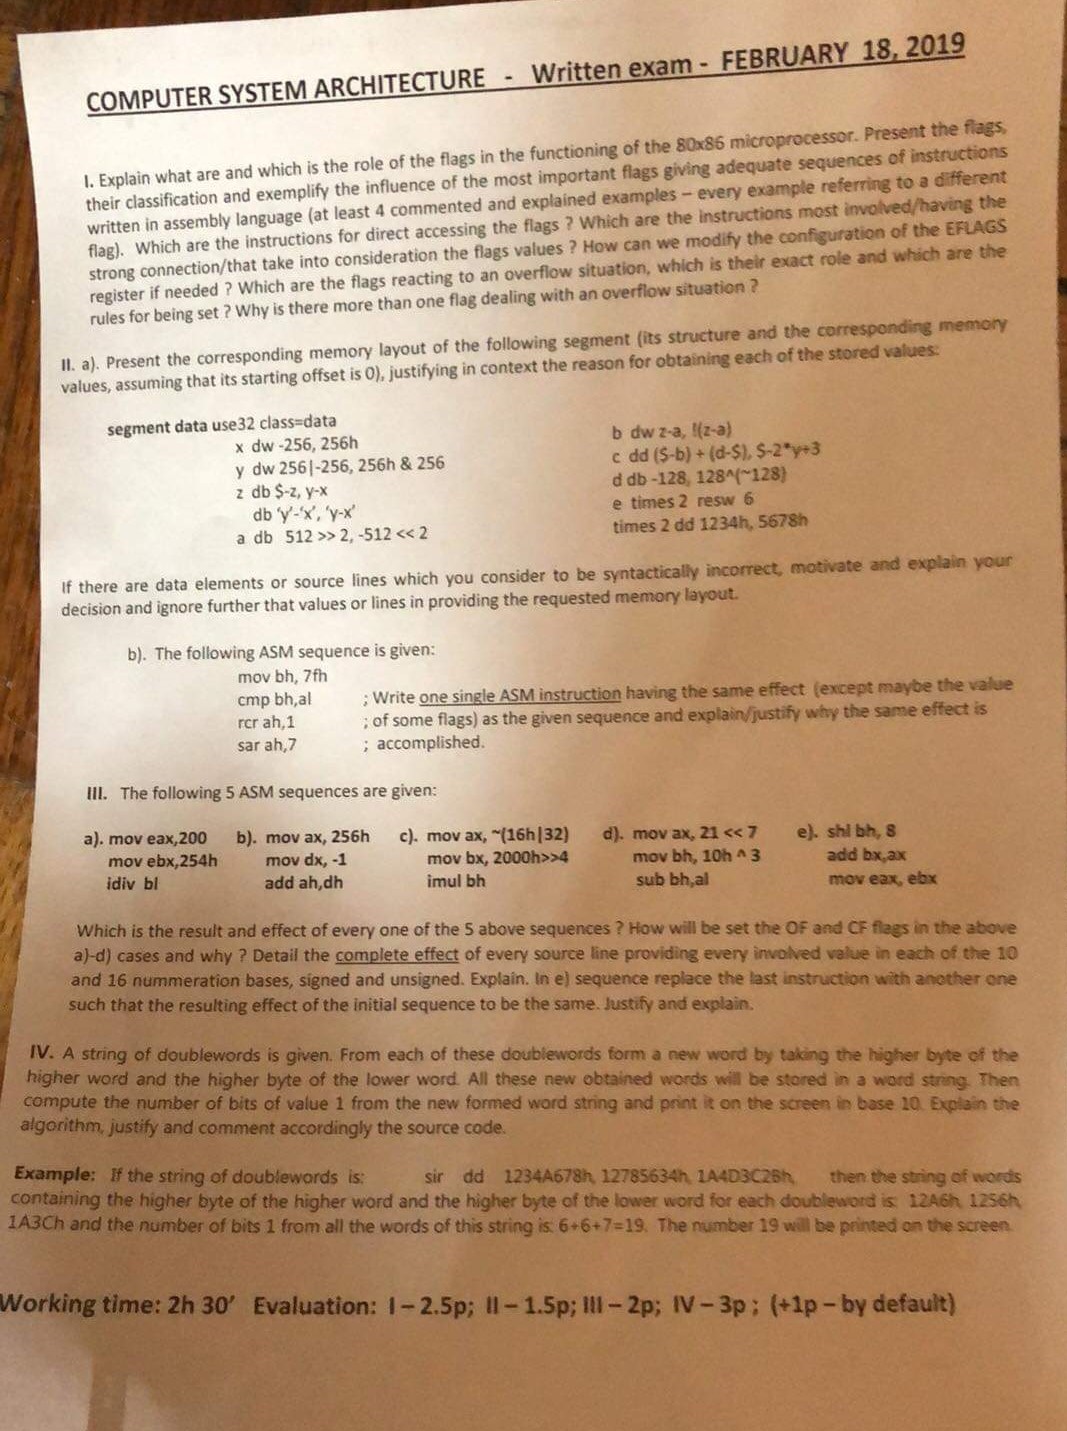 COMPUTER SYSTEM ARCHITECTURE - Written exam - FEBRUARY 18, 2019
I. Explain what are and which is the role of the flags in the functioning of the 80x86 microprocessor. Present the flags,
their classification and exemplify the influence of the most important flags giving adequate sequences of instructions
written in assembly language (at least 4 commented and explained examples – every example referring to a different
flag). Which are the instructions for direct accessing the flags ? Which are the instructions most involved/having the
strong connection/that take into consideration the flags values ? How can we modify the configuration of the EFLAGS
register if needed ? Which are the flags reacting to an overflow situation, which is their exact role and which are the
rules for being set ? Why is there more than one flag dealing with an overflow situation ?
II. a). Present the corresponding memory layout of the following segment (its structure and the corresponding memory
values, assuming that its starting offset is 0), justifying in context the reason for obtaining each of the stored values:
segment data use32 class=data
x dw -256, 256h
y dw 256|-256, 256h & 256
z db $-z, y-x
db 'y'-'x', 'y-x'
a db 512 >> 2, -512 << 2
b dw z-a, !(z-a)
c dd ($-b) + (d-$), $-2*y+3
d db -128, 128^(~128)
e times 2 resw 6
times 2 dd 1234h, 5678h
If there are data elements or source lines which you consider to be syntactically incorrect, motivate and explain your
decision and ignore further that values or lines in providing the requested memory layout.
b). The following ASM sequence is given:
mov bh, 7fh
cmp bh,al ; Write one single ASM instruction having the same effect (except maybe the value
rcr ah,1 ; of some flags) as the given sequence and explain/justify why the same effect is
sar ah,7 ; accomplished.
III. The following 5 ASM sequences are given:
a). mov eax,200 b). mov ax, 256h c). mov ax, ~(16h|32) d). mov ax, 21 << 7 e). shl bh, 8
mov ebx,254h mov dx, -1 mov bx, 2000h>>4 mov bh, 10h ^ 3 add bx,ax
idiv bl add ah,dh imul bh sub bh,al mov eax, ebx
Which is the result and effect of every one of the 5 above sequences ? How will be set the OF and CF flags in the above
a)-d) cases and why ? Detail the complete effect of every source line providing every involved value in each of the 10
and 16 nummeration bases, signed and unsigned. Explain. In e) sequence replace the last instruction with another one
such that the resulting effect of the initial sequence to be the same. Justify and explain.
IV. A string of doublewords is given. From each of these doublewords form a new word by taking the higher byte of the
higher word and the higher byte of the lower word. All these new obtained words will be stored in a word string. Then
compute the number of bits of value 1 from the new formed word string and print it on the screen in base 10. Explain the
algorithm, justify and comment accordingly the source code.
Example: If the string of doublewords is: sir dd 1234A678h, 12785634h, 1A4D3C2Bh, then the string of words
containing the higher byte of the higher word and the higher byte of the lower word for each doubleword is: 12A6h, 1256h,
1A3Ch and the number of bits 1 from all the words of this string is: 6+6+7=19. The number 19 will be printed on the screen.
Working time: 2h 30' Evaluation: I – 2.5p; II – 1.5p; III – 2p; IV – 3p ; (+1p – by default)